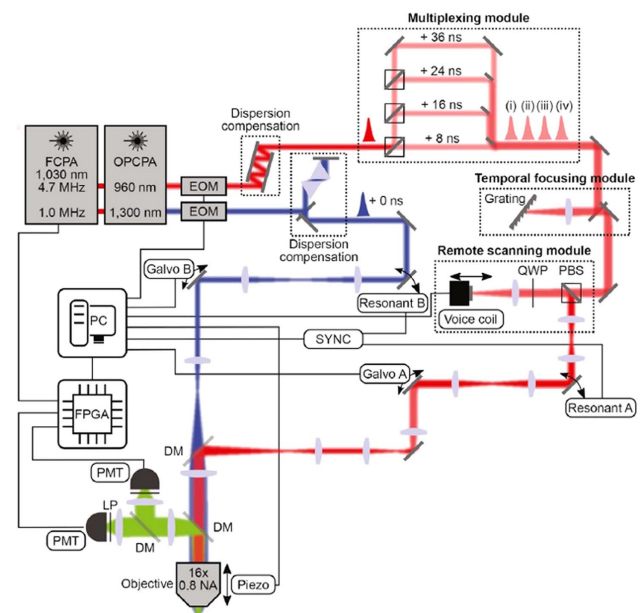 Multiplexing module
+ 36 ns
+ 24 ns
+ 16 ns
+ 8 ns
(i) (ii) (iii) (iv)
Dispersion
compensation
FCPA
1,030 nm
4.7 MHz
1.0 MHz
OPCPA
960 nm
1,300 nm
EOM
EOM
+ 0 ns
Dispersion
compensation
Temporal focusing module
Grating
Remote scanning module
QWP
PBS
Voice coil
Galvo B
Resonant B
PC
SYNC
Galvo A
Resonant A
FPGA
DM
PMT
LP
PMT
DM
DM
Objective
16x
0.8 NA
Piezo